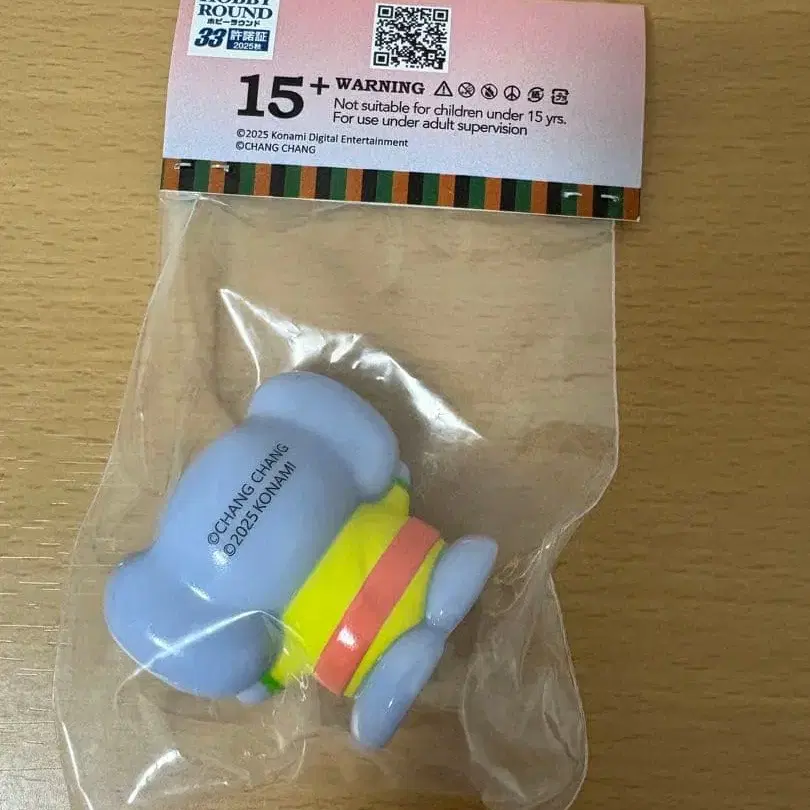 HOBBY
ROUND
ホビーラウンド
33 許諾証
2025秋
15+ WARNING
Not suitable for children under 15 yrs.
For use under adult supervision
©2025 Konami Digital Entertainment
©CHANG CHANG
©CHANG CHANG
©2025 KONAMI